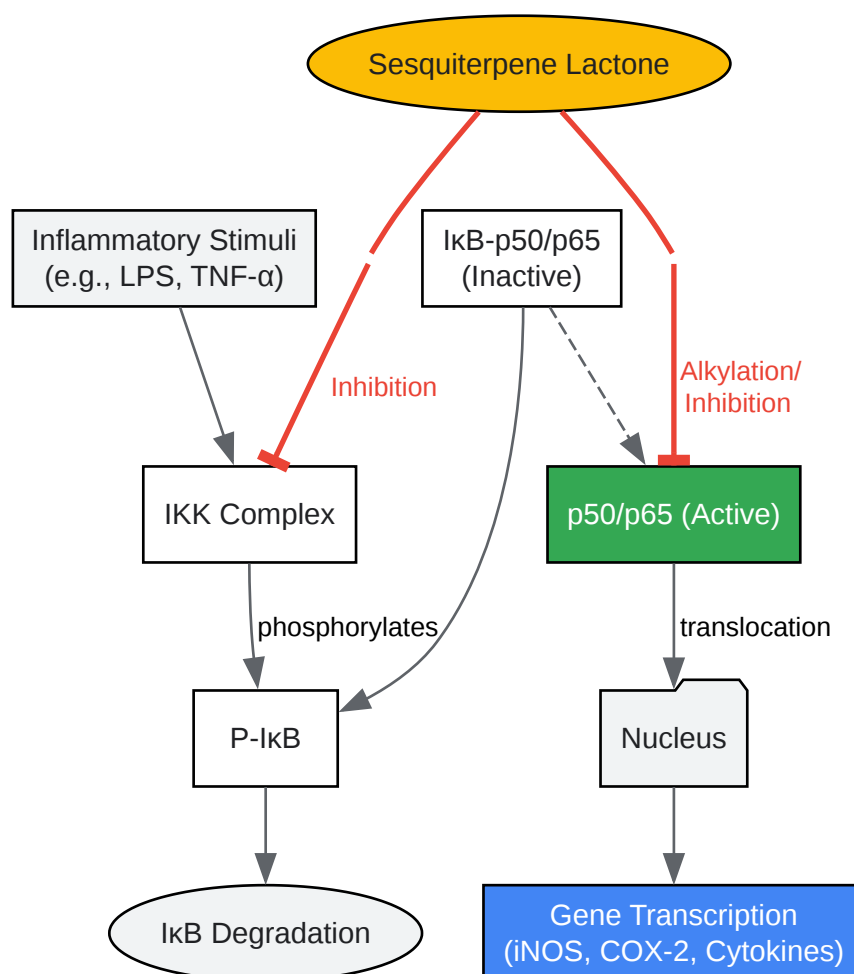 Sesquiterpene Lactone
Inflammatory Stimuli
(e.g., LPS, TNF-α)
IκB-p50/p65
(Inactive)
Inhibition
Alkylation/
Inhibition
IKK Complex
p50/p65 (Active)
phosphorylates
translocation
P-IκB
Nucleus
IκB Degradation
Gene Transcription
(iNOS, COX-2, Cytokines)